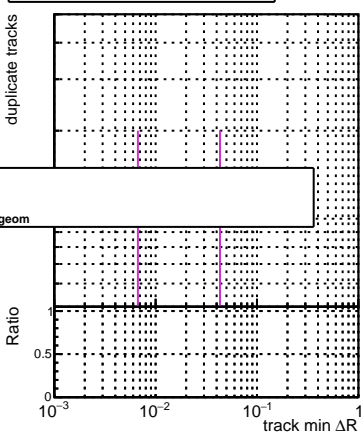 duplicate tracks
geom
Ratio
1
0.5
0
10⁻³ 10⁻² 10⁻¹ 1
track min ΔR